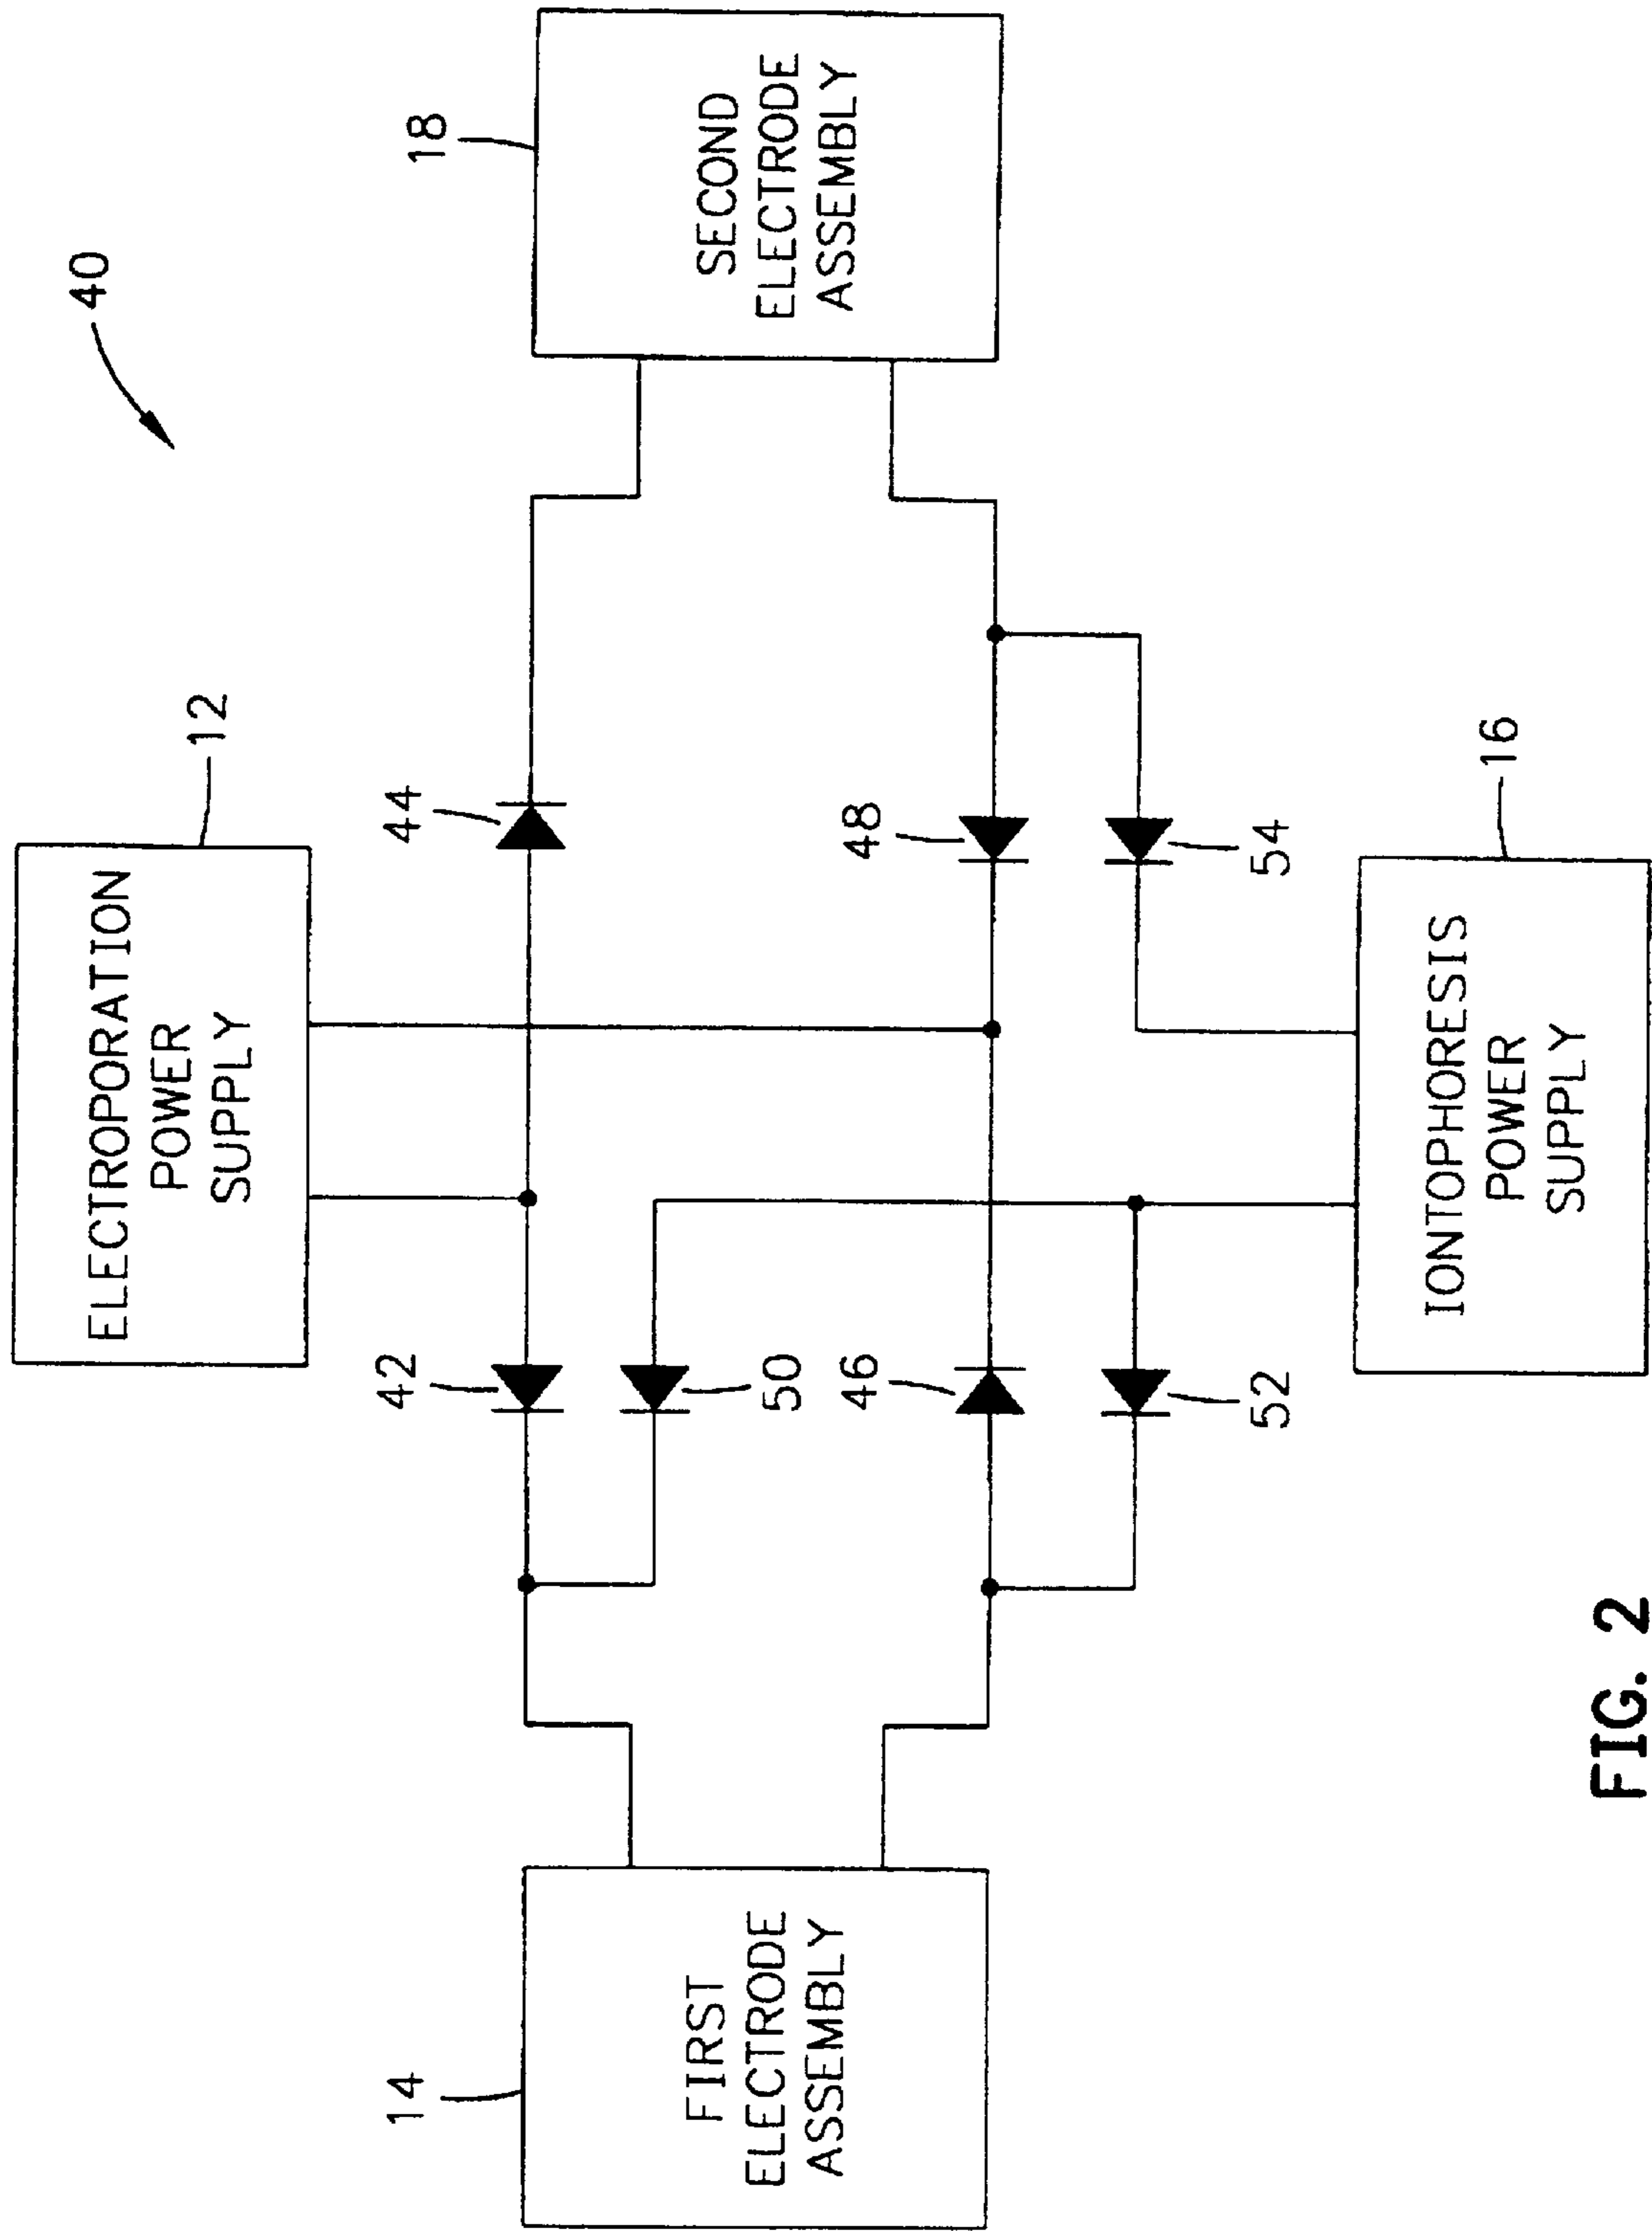 40
ELECTROPORATION
POWER
SUPPLY
12
18
SECOND
ELECTRODE
ASSEMBLY
14
FIRST
ELECTRODE
ASSEMBLY
42
44
50
46
48
52
54
16
IONTOPHORESIS
POWER
SUPPLY
FIG. 2